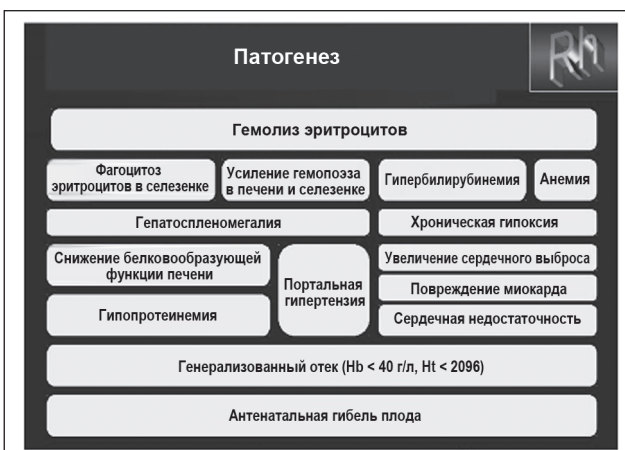 Патогенез
Rh
Гемолиз эритроцитов
Фагоцитоз
эритроцитов в селезенке
Усиление гемопоэза
в печени и селезенке
Гипербилирубинемия
Анемия
Гепатоспленомегалия
Хроническая гипоксия
Снижение белковообразующей
функции печени
Портальная
гипертензия
Увеличение сердечного выброса
Повреждение миокарда
Гипопротеинемия
Сердечная недостаточность
Генерализованный отек (Hb < 40 г/л, Ht < 2096)
Антенатальная гибель плода